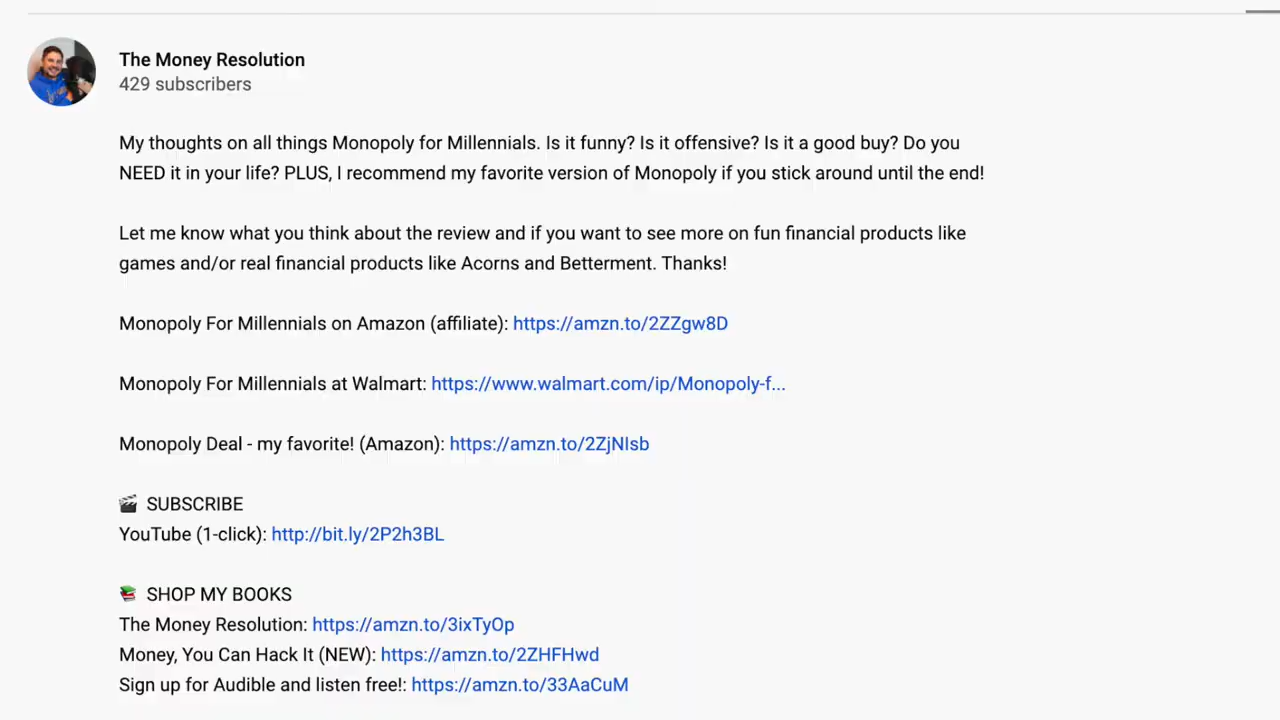 The Money Resolution
429 subscribers
My thoughts on all things Monopoly for Millennials. Is it funny? Is it offensive? Is it a good buy? Do you
NEED it in your life? PLUS, I recommend my favorite version of Monopoly if you stick around until the end!
Let me know what you think about the review and if you want to see more on fun financial products like
games and/or real financial products like Acorns and Betterment. Thanks!
Monopoly For Millennials on Amazon (affiliate): https://amzn.to/2ZZgw8D
Monopoly For Millennials at Walmart: https://www.walmart.com/ip/Monopoly-f...
Monopoly Deal - my favorite! (Amazon): https://amzn.to/2ZjNIsb
🎬 SUBSCRIBE
YouTube (1-click): http://bit.ly/2P2h3BL
📚 SHOP MY BOOKS
The Money Resolution: https://amzn.to/3ixTyOp
Money, You Can Hack It (NEW): https://amzn.to/2ZHFHwd
Sign up for Audible and listen free!: https://amzn.to/33AaCuM